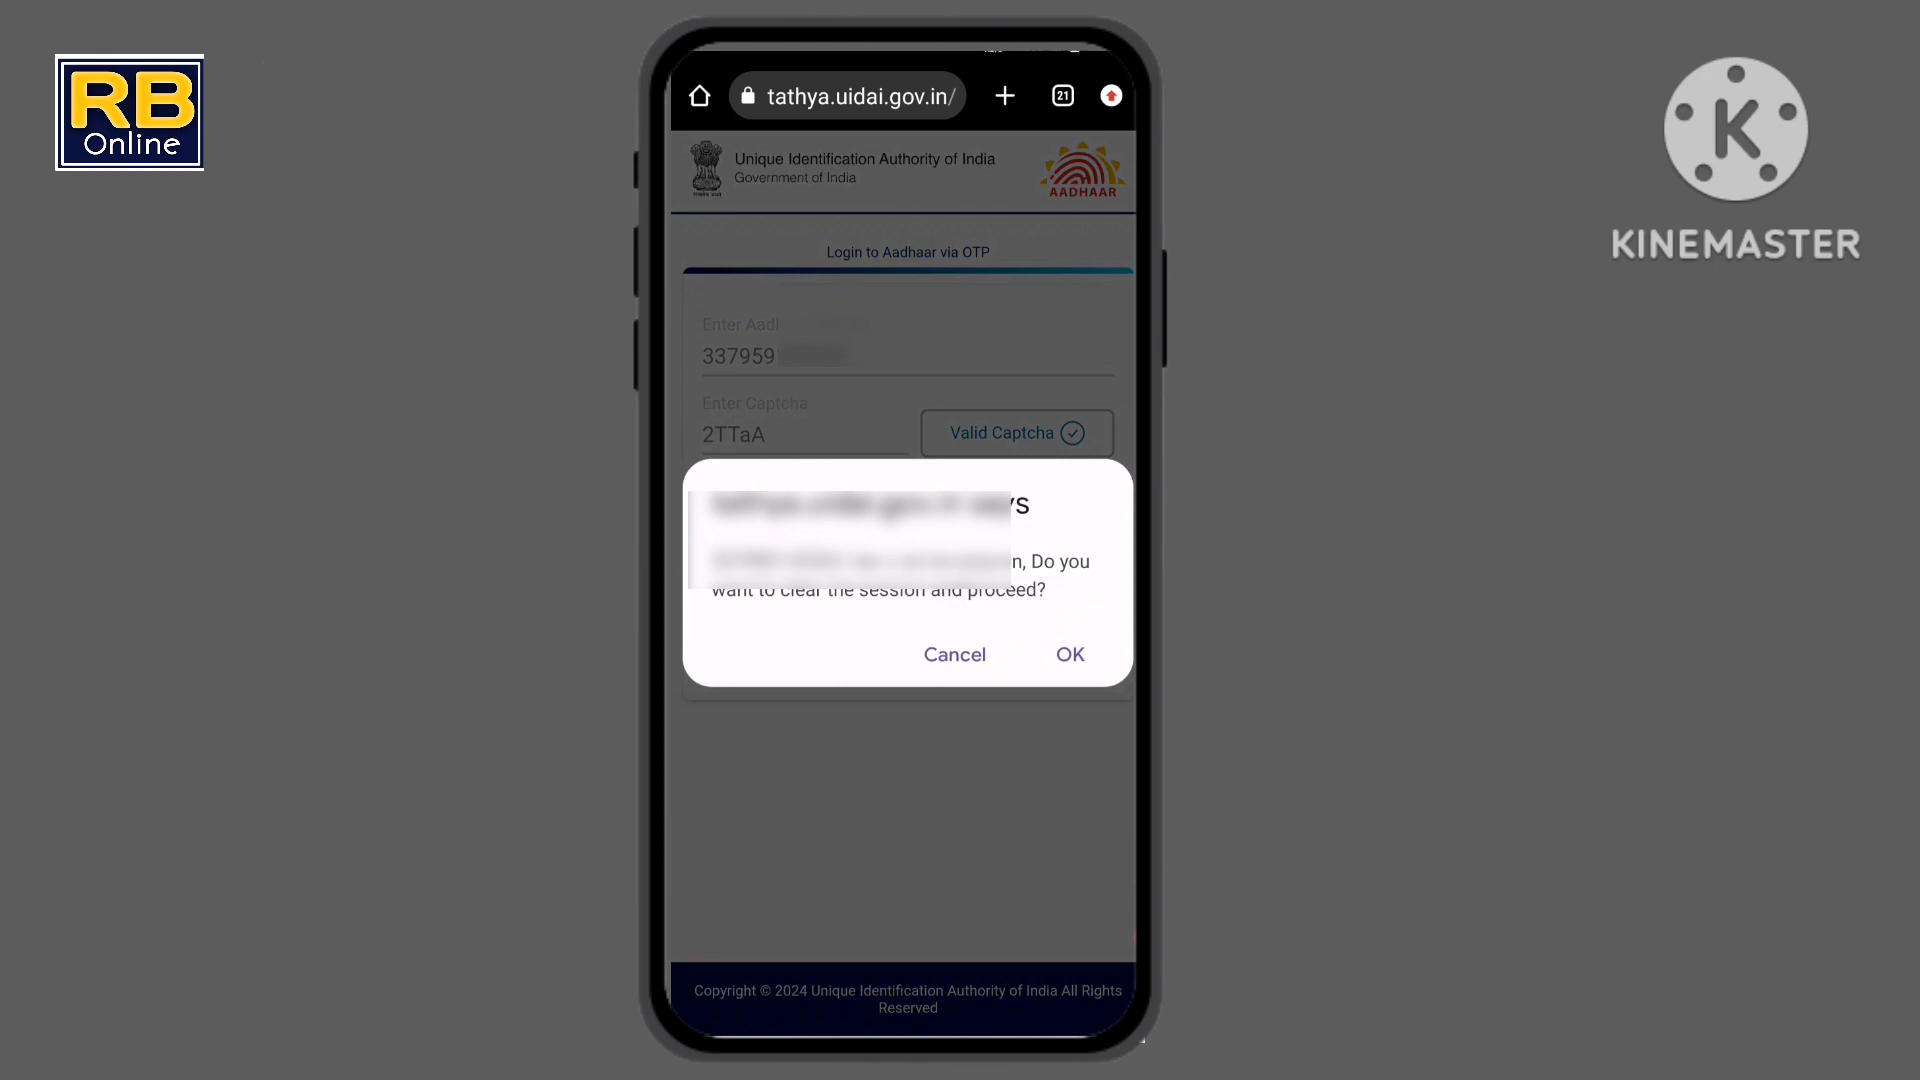 RB
Online
K
KINEMASTER
21
tathya.uidai.gov.in/
Unique Identification Authority of India
Government of India
AADHAAR
Login to Aadhaar via OTP
Enter Aad
337959
Enter Captcha
2TTaA
Valid Captcha
Do you
want to clear the session and proceed?
Cancel
OK
Copyright © 2024 Unique Identification Authority of India All Rights
Reserved